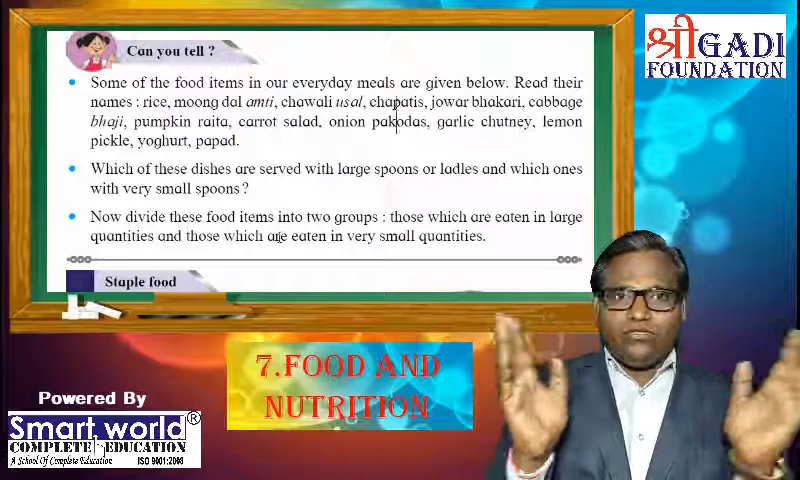 Can you tell ?
श्रीGADI
FOUNDATION
Some of the food items in our everyday meals are given below. Read their
names : rice, moong dal amti, chawali usal, chapatis, jowar bhakari, cabbage
bhaji, pumpkin raita, carrot salad, onion pakodas, garlic chutney, lemon
pickle, yoghurt, papad.
Which of these dishes are served with large spoons or ladles and which ones
with very small spoons ?
Now divide these food items into two groups : those which are eaten in large
quantities and those which are eaten in very small quantities.
Staple food
7.FOOD AND
NUTRITION
Powered By
Smart world®
COMPLETE EDUCATION
A School Of Complete Education ISO 9001:2008